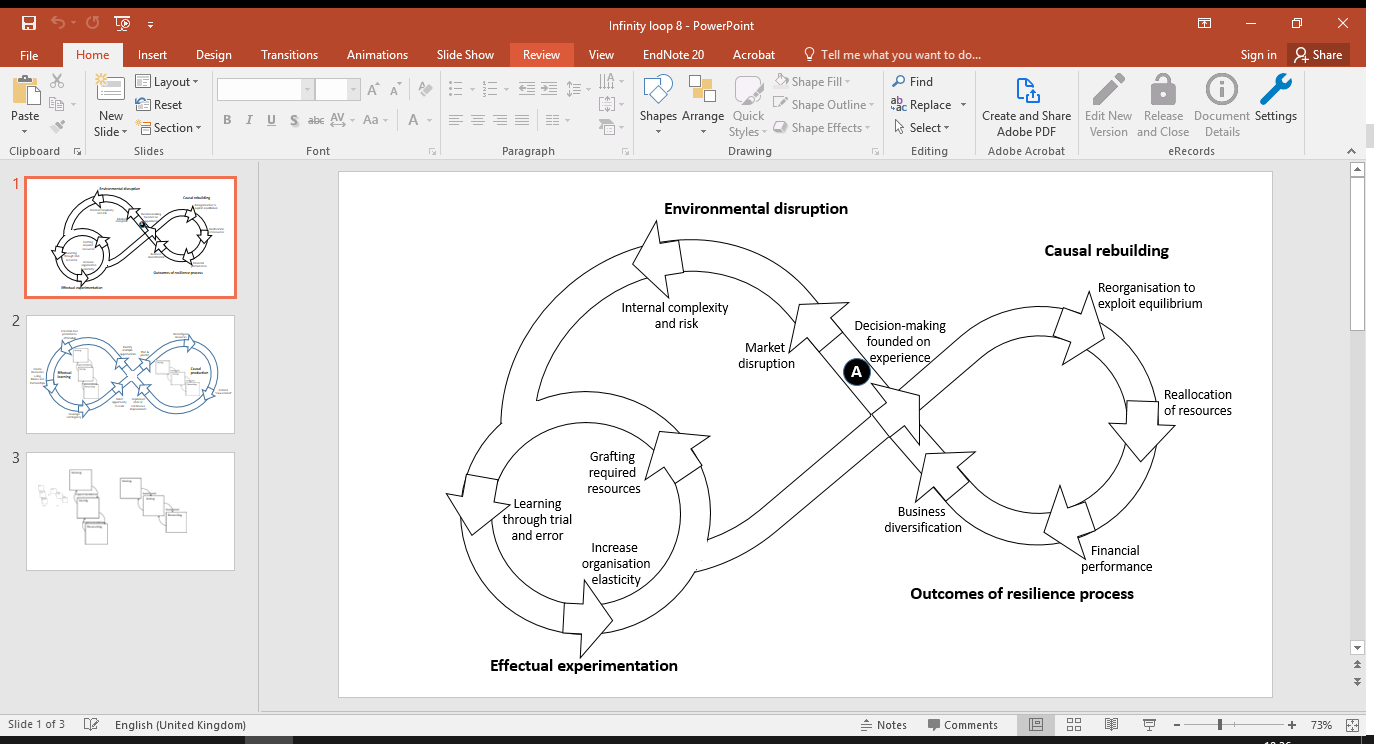 Infinity loop 8 - PowerPoint
File Home Insert Design Transitions Animations Slide Show Review View EndNote 20 Acrobat Tell me what you want to do... Sign in Share
Paste
Clipboard
New
Slide
Layout
Reset
Section
Slides
B I U S abc AV Aa A
Font
Paragraph
Shapes
Arrange
Quick
Styles
Shape Fill
Shape Outline
Shape Effects
Drawing
Find
Replace
Select
Editing
Create and Share
Adobe PDF
Adobe Acrobat
Edit New
Version
Release
and Close
Document
Details
Settings
eRecords
1
2
3
Environmental disruption
Causal rebuilding
Internal complexity
and risk
Market
disruption
Decision-making
founded on
experience
A
Reorganisation to
exploit equilibrium
Reallocation
of resources
Financial
performance
Business
diversification
Outcomes of resilience process
Grafting
required
resources
Learning
through trial
and error
Increase
organisation
elasticity
Effectual experimentation
Slide 1 of 3 English (United Kingdom) Notes Comments 73%